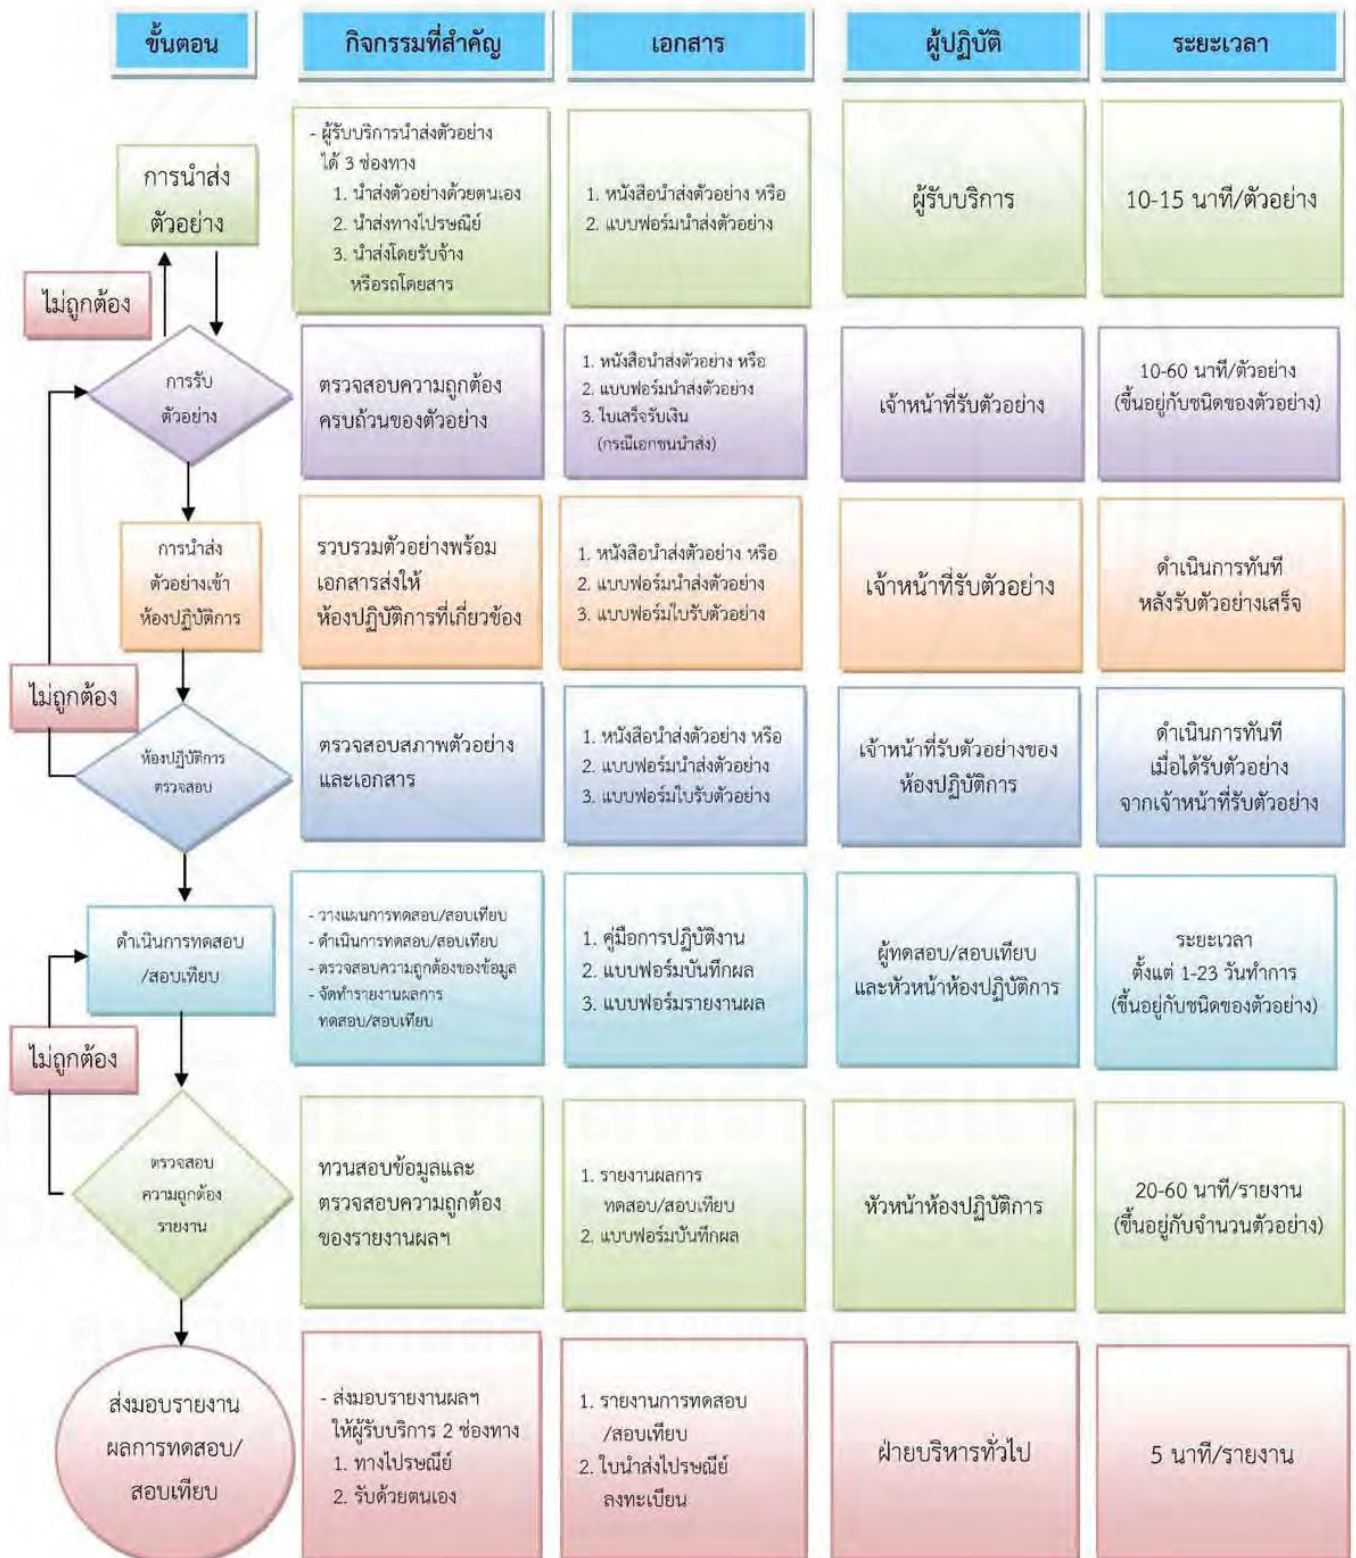 ขั้นตอน
กิจกรรมที่สำคัญ
เอกสาร
ผู้ปฏิบัติ
ระยะเวลา
การนำส่ง
ตัวอย่าง
- ผู้รับบริการนำส่งตัวอย่าง
ได้ 3 ช่องทาง
1. นำส่งตัวอย่างด้วยตนเอง
2. นำส่งทางไปรษณีย์
3. นำส่งโดยรับจ้าง
หรือรถโดยสาร
1. หนังสือนำส่งตัวอย่าง หรือ
2. แบบฟอร์มนำส่งตัวอย่าง
ผู้รับบริการ
10-15 นาที/ตัวอย่าง
ไม่ถูกต้อง
การรับ
ตัวอย่าง
ตรวจสอบความถูกต้อง
ครบถ้วนของตัวอย่าง
1. หนังสือนำส่งตัวอย่าง หรือ
2. แบบฟอร์มนำส่งตัวอย่าง
3. ใบเสร็จรับเงิน
(กรณีเอกชนนำส่ง)
เจ้าหน้าที่รับตัวอย่าง
10-60 นาที/ตัวอย่าง
(ขึ้นอยู่กับชนิดของตัวอย่าง)
การนำส่ง
ตัวอย่างเข้า
ห้องปฏิบัติการ
รวบรวมตัวอย่างพร้อม
เอกสารส่งให้
ห้องปฏิบัติการที่เกี่ยวข้อง
1. หนังสือนำส่งตัวอย่าง หรือ
2. แบบฟอร์มนำส่งตัวอย่าง
3. แบบฟอร์มใบรับตัวอย่าง
เจ้าหน้าที่รับตัวอย่าง
ดำเนินการทันที
หลังรับตัวอย่างเสร็จ
ไม่ถูกต้อง
ห้องปฏิบัติการ
ตรวจสอบ
ตรวจสอบสภาพตัวอย่าง
และเอกสาร
1. หนังสือนำส่งตัวอย่าง หรือ
2. แบบฟอร์มนำส่งตัวอย่าง
3. แบบฟอร์มใบรับตัวอย่าง
เจ้าหน้าที่รับตัวอย่างของ
ห้องปฏิบัติการ
ดำเนินการทันที
เมื่อได้รับตัวอย่าง
จากเจ้าหน้าที่รับตัวอย่าง
ดำเนินการทดสอบ
/สอบเทียบ
- วางแผนการทดสอบ/สอบเทียบ
- ดำเนินการทดสอบ/สอบเทียบ
- ตรวจสอบความถูกต้องของข้อมูล
- จัดทำรายงานผลการ
ทดสอบ/สอบเทียบ
1. คู่มือการปฏิบัติงาน
2. แบบฟอร์มบันทึกผล
3. แบบฟอร์มรายงานผล
ผู้ทดสอบ/สอบเทียบ
และหัวหน้าห้องปฏิบัติการ
ระยะเวลา
ตั้งแต่ 1-23 วันทำการ
(ขึ้นอยู่กับชนิดของตัวอย่าง)
ไม่ถูกต้อง
ตรวจสอบ
ความถูกต้อง
รายงาน
ทวนสอบข้อมูลและ
ตรวจสอบความถูกต้อง
ของรายงานผลฯ
1. รายงานผลการ
ทดสอบ/สอบเทียบ
2. แบบฟอร์มบันทึกผล
หัวหน้าห้องปฏิบัติการ
20-60 นาที/รายงาน
(ขึ้นอยู่กับจำนวนตัวอย่าง)
ส่งมอบรายงาน
ผลการทดสอบ/
สอบเทียบ
- ส่งมอบรายงานผลฯ
ให้ผู้รับบริการ 2 ช่องทาง
1. ทางไปรษณีย์
2. รับด้วยตนเอง
1. รายงานการทดสอบ
/สอบเทียบ
2. ใบนำส่งไปรษณีย์
ลงทะเบียน
ฝ่ายบริหารทั่วไป
5 นาที/รายงาน